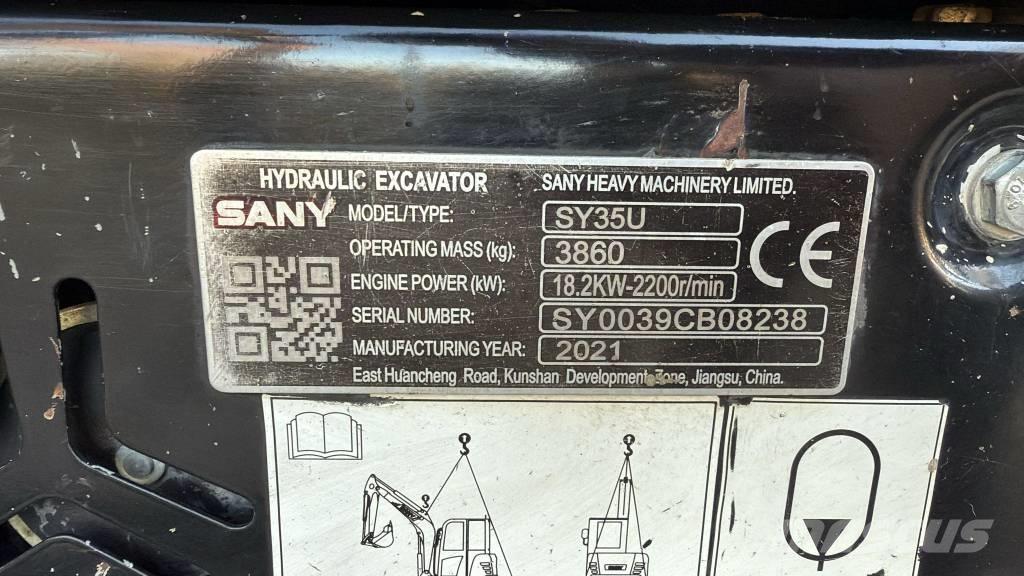 HYDRAULIC EXCAVATOR SANY HEAVY MACHINERY LIMITED.
SANY
MODEL/TYPE: SY35U
OPERATING MASS (kg): 3860
ENGINE POWER (kW): 18.2KW-2200r/min
SERIAL NUMBER: SY0039CB08238
MANUFACTURING YEAR: 2021
East Huancheng Road, Kunshan Development Zone, Jiangsu, China.
CE